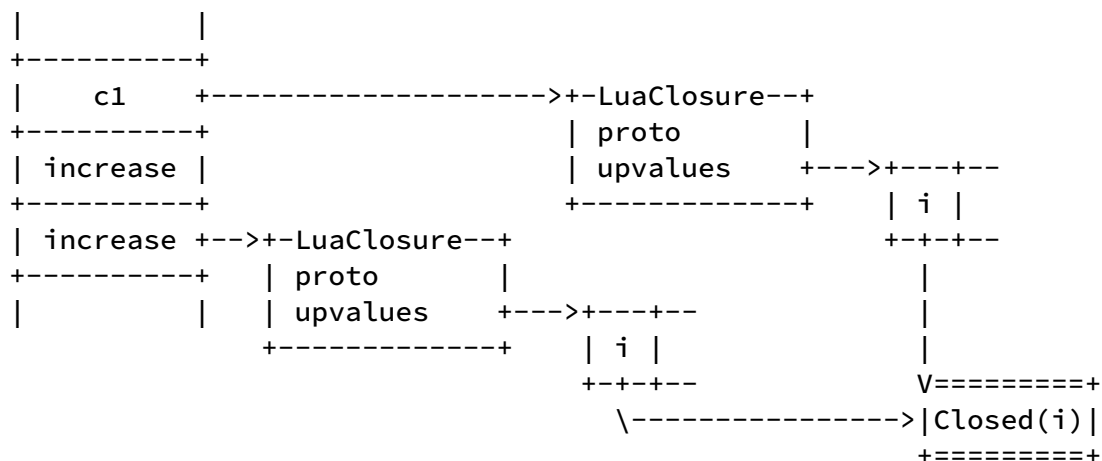 c1 LuaClosure
proto
increase upvalues
i
increase LuaClosure
proto
upvalues
i
Closed(i)